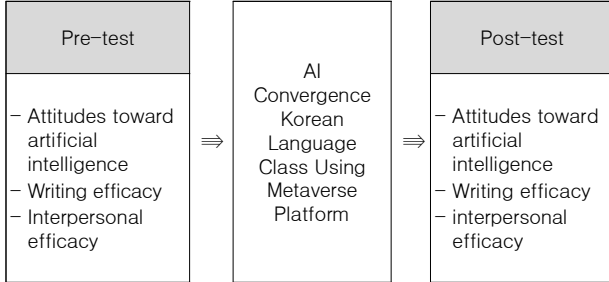 Pre-test
- Attitudes toward
artificial
intelligence
- Writing efficacy
- Interpersonal
efficacy
⇒
AI
Convergence
Korean
Language
Class Using
Metaverse
Platform
⇒
Post-test
- Attitudes toward
artificial
intelligence
- Writing efficacy
- interpersonal
efficacy